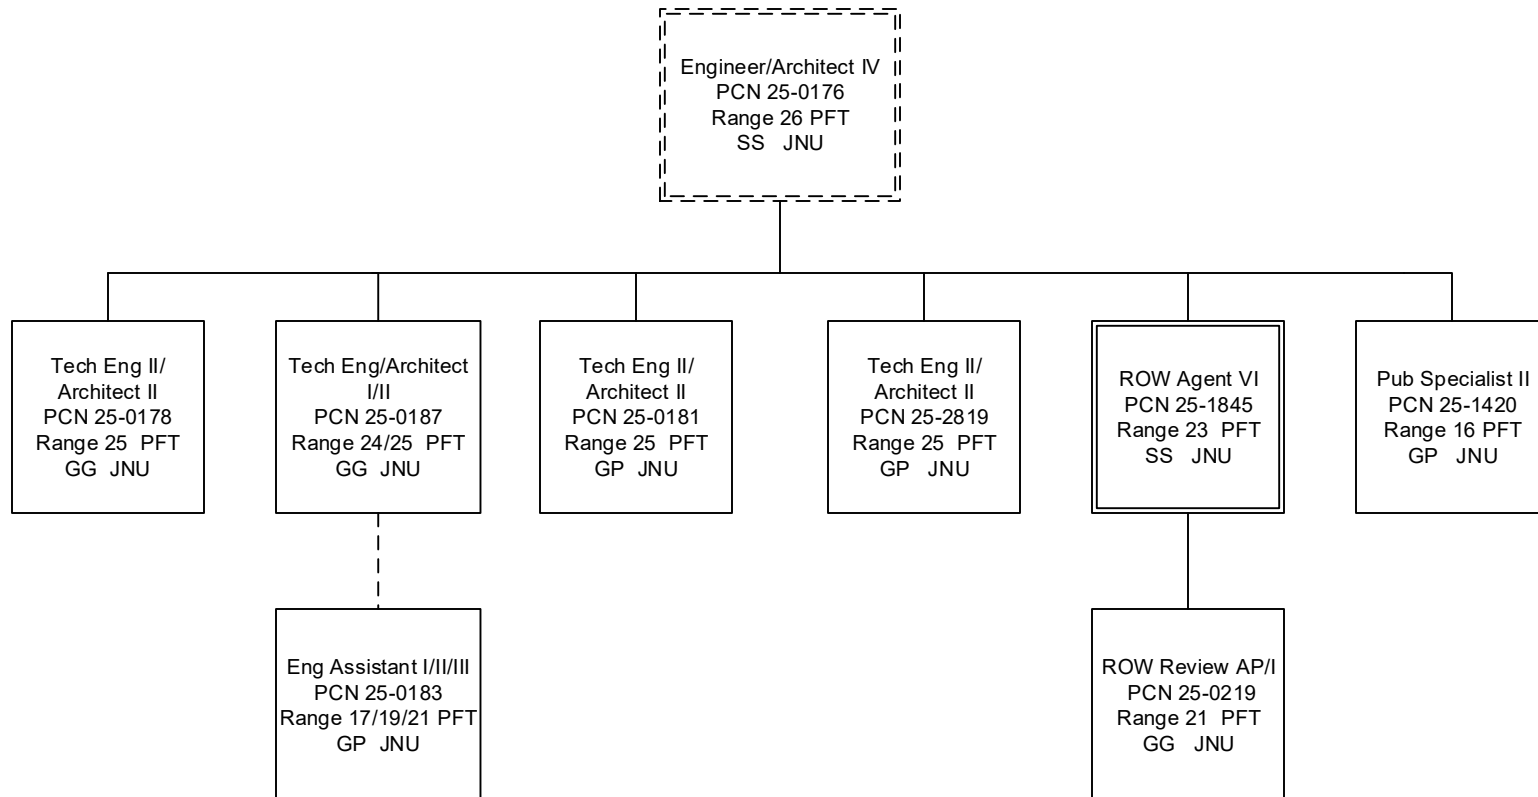 Engineer/Architect IV
PCN 25-0176
Range 26 PFT
SS JNU
Tech Eng II/
Architect II
PCN 25-0178
Range 25 PFT
GG JNU
Tech Eng/Architect
I/II
PCN 25-0187
Range 24/25 PFT
GG JNU
Tech Eng II/
Architect II
PCN 25-0181
Range 25 PFT
GP JNU
Tech Eng II/
Architect II
PCN 25-2819
Range 25 PFT
GP JNU
ROW Agent VI
PCN 25-1845
Range 23 PFT
SS JNU
Pub Specialist II
PCN 25-1420
Range 16 PFT
GP JNU
Eng Assistant I/II/III
PCN 25-0183
Range 17/19/21 PFT
GP JNU
ROW Review AP/I
PCN 25-0219
Range 21 PFT
GG JNU